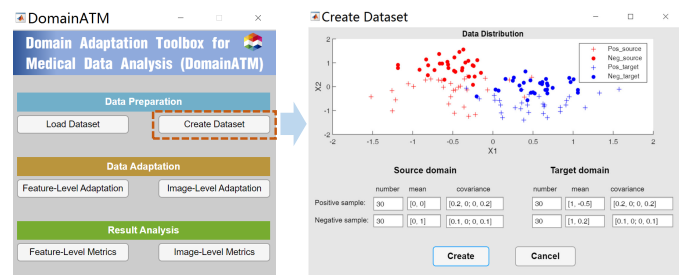 DomainATM
Domain Adaptation Toolbox for
Medical Data Analysis (DomainATM)
Data Preparation
Load Dataset
Create Dataset
Data Adaptation
Feature-Level Adaptation
Image-Level Adaptation
Result Analysis
Feature-Level Metrics
Image-Level Metrics
Create Dataset
Data Distribution
2
1
0
-1
-2
X2
-2
-1.5
-1
-0.5
0
0.5
1
1.5
2
X1
Pos_source
Neg_source
Pos_target
Neg_target
Source domain
Target domain
number mean covariance
number mean covariance
Positive sample: 30 [0, 0] [0.2, 0; 0, 0.2] 30 [1, -0.5] [0.2, 0; 0, 0.2]
Negative sample: 30 [0, 1] [0.1, 0; 0, 0.1] 30 [1, 0.2] [0.1, 0; 0, 0.1]
Create
Cancel